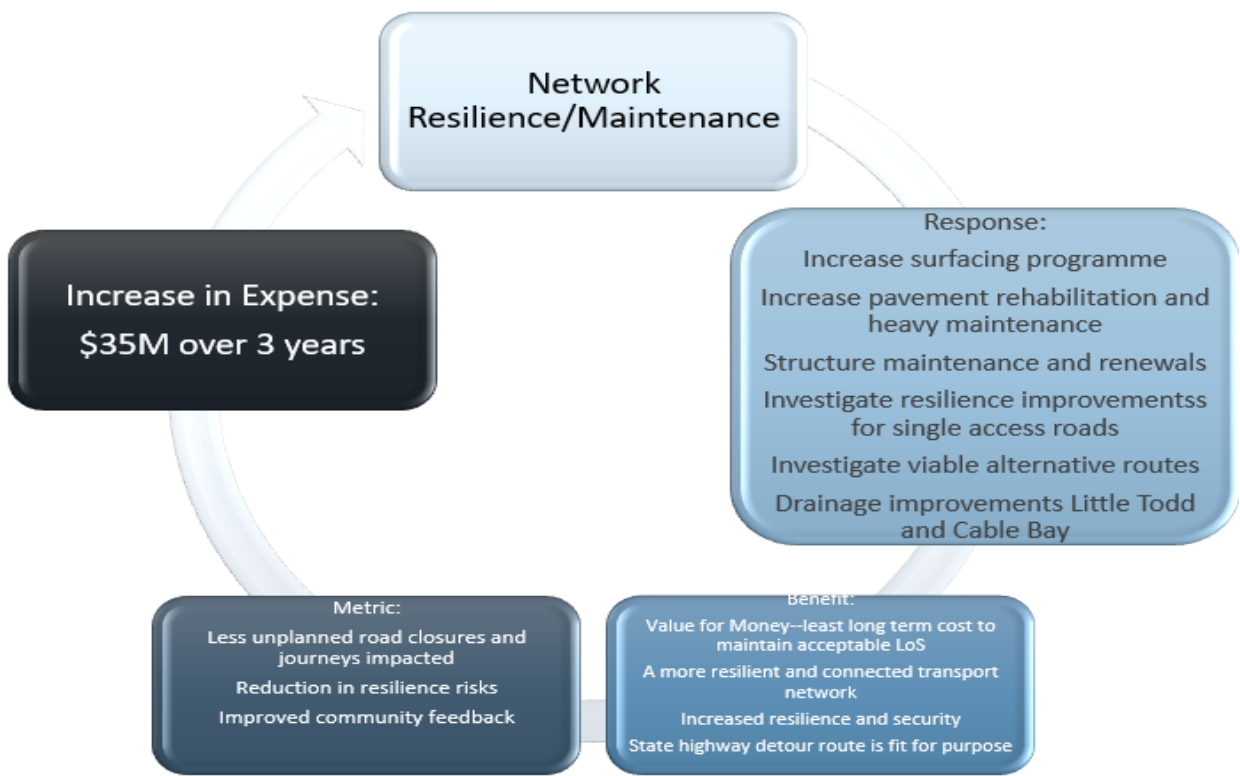 Network
Resilience/Maintenance
Response:
Increase surfacing programme
Increase pavement rehabilitation and
heavy maintenance
Structure maintenance and renewals
Investigate resilience improvementss
for single access roads
Investigate viable alternative routes
Drainage improvements Little Todd
and Cable Bay
Benefit:
Value for Money--least long term cost to
maintain acceptable LoS
A more resilient and connected transport
network
Increased resilience and security
State highway detour route is fit for purpose
Metric:
Less unplanned road closures and
journeys impacted
Reduction in resilience risks
Improved community feedback
Increase in Expense:
$35M over 3 years